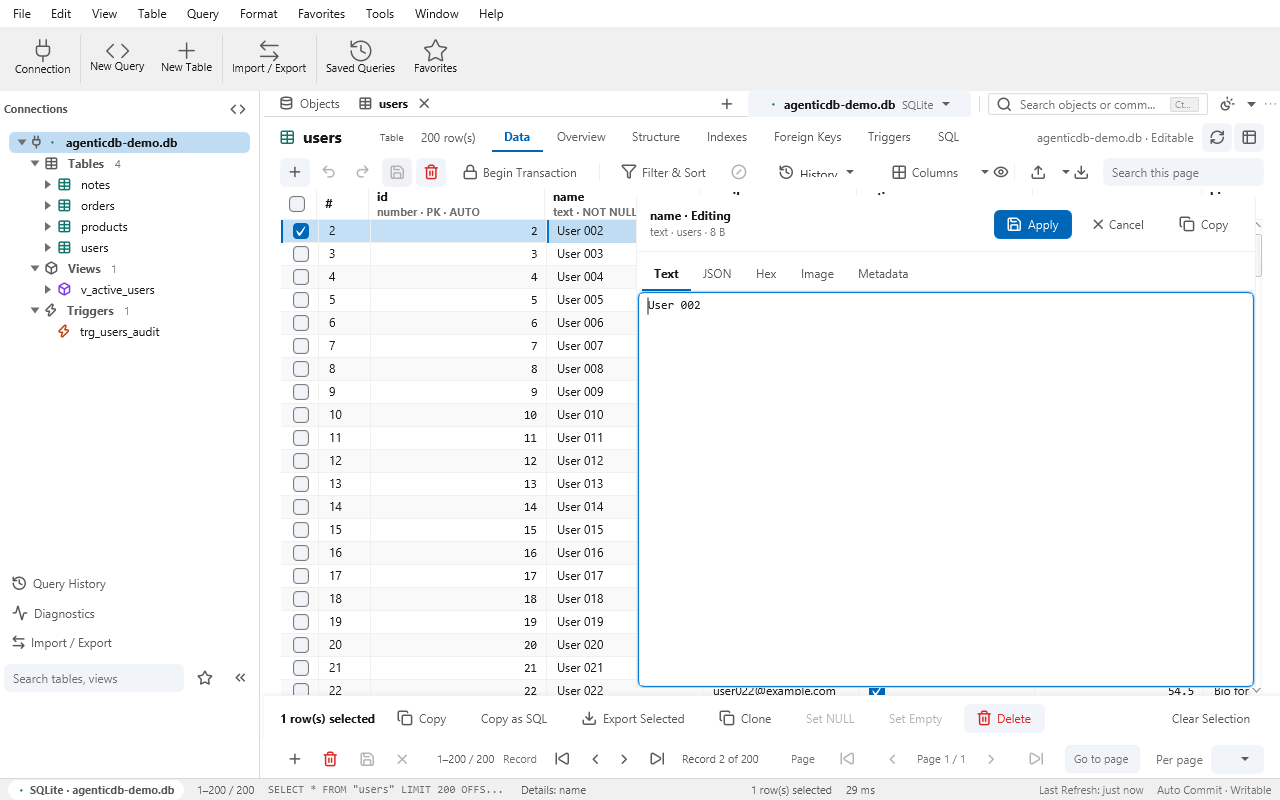 File Edit View Table Query Format Favorites Tools Window Help
Connection New Query New Table Import / Export Saved Queries Favorites
Connections
agenticdb-demo.db
Tables 4
notes
orders
products
users
Views 1
v_active_users
Triggers 1
trg_users_audit
Query History
Diagnostics
Import / Export
Search tables, views
Objects users agenticdb-demo.db SQLite Search objects or comm... Ct...
users Table 200 row(s) Data Overview Structure Indexes Foreign Keys Triggers SQL agenticdb-demo.db · Editable
Begin Transaction Filter & Sort History Columns Search this page
# id name
number · PK · AUTO text · NOT NULL
2 2 User 002
3 3 User 003
4 4 User 004
5 5 User 005
6 6 User 006
7 7 User 007
8 8 User 008
9 9 User 009
10 10 User 010
11 11 User 011
12 12 User 012
13 13 User 013
14 14 User 014
15 15 User 015
16 16 User 016
17 17 User 017
18 18 User 018
19 19 User 019
20 20 User 020
21 21 User 021
22 22 User 022 user022@example.com 54.5 Bio for
name · Editing
text · users · 8 B
Apply Cancel Copy
Text JSON Hex Image Metadata
User 002
1 row(s) selected Copy Copy as SQL Export Selected Clone Set NULL Set Empty Delete Clear Selection
1–200 / 200 Record Record 2 of 200 Page Page 1 / 1 Go to page Per page
SQLite · agenticdb-demo.db 1–200 / 200 SELECT * FROM "users" LIMIT 200 OFFS... Details: name 1 row(s) selected 29 ms Last Refresh: just now Auto Commit · Writable